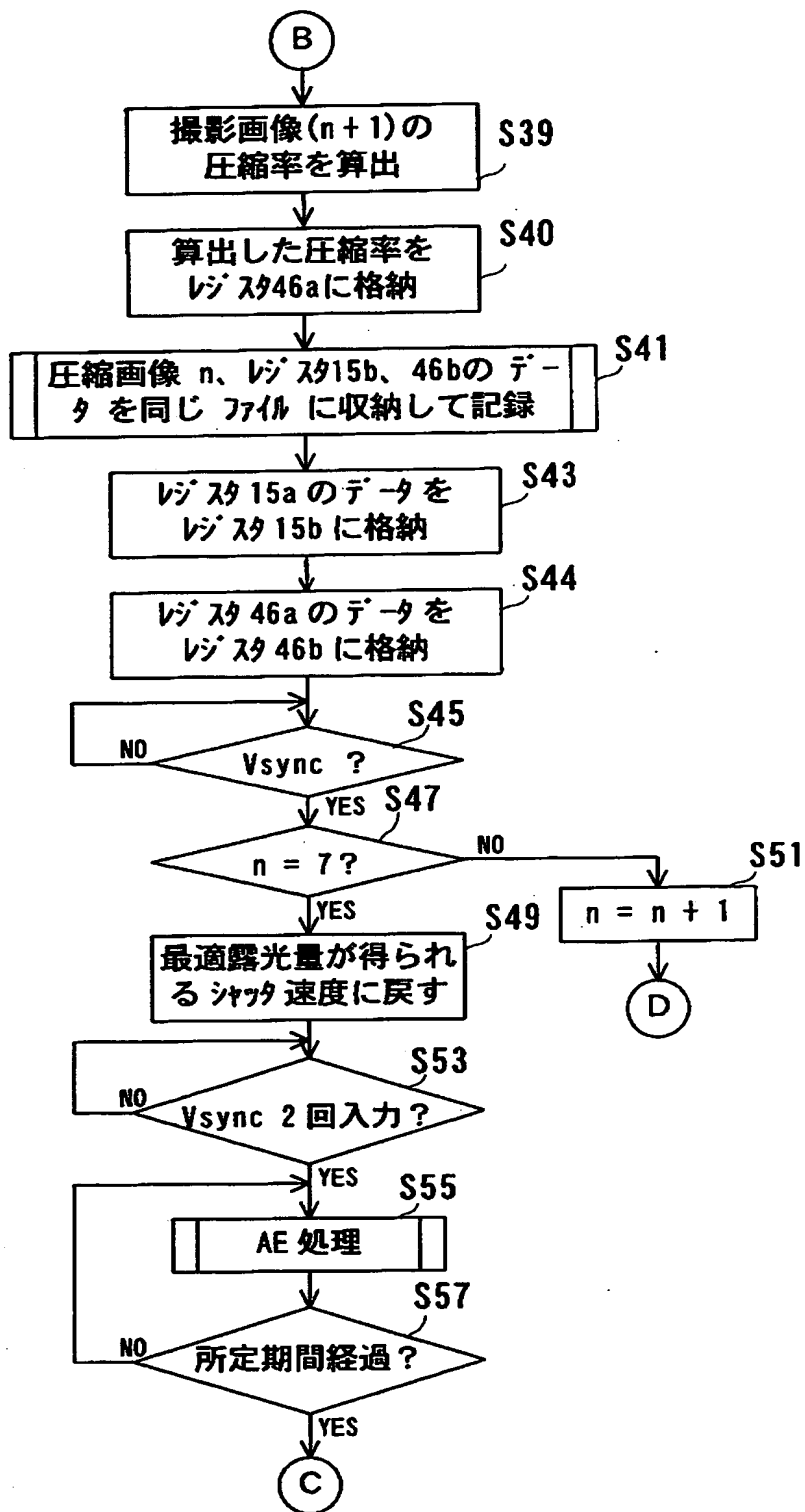 B
撮影画像(n+1)の
圧縮率を算出
S39
算出した圧縮率を
ﾚｼﾞｽﾀ46aに格納
S40
圧縮画像 n、ﾚｼﾞｽﾀ15b、46bの ﾃﾞｰ
ﾀ を同じ ﾌｧｲﾙ に収納して記録
S41
ﾚｼﾞｽﾀ 15a のﾃﾞｰﾀ を
ﾚｼﾞｽﾀ 15b に格納
S43
ﾚｼﾞｽﾀ 46a のﾃﾞｰﾀ を
ﾚｼﾞｽﾀ 46b に格納
S44
S45
NO
Vsync ?
YES
S47
n = 7?
NO
S51
n = n + 1
D
YES
S49
最適露光量が得られ
る ｼｬｯﾀ 速度に戻す
S53
NO
Vsync 2 回入力?
YES
S55
AE 処理
S57
NO
所定期間経過?
YES
C